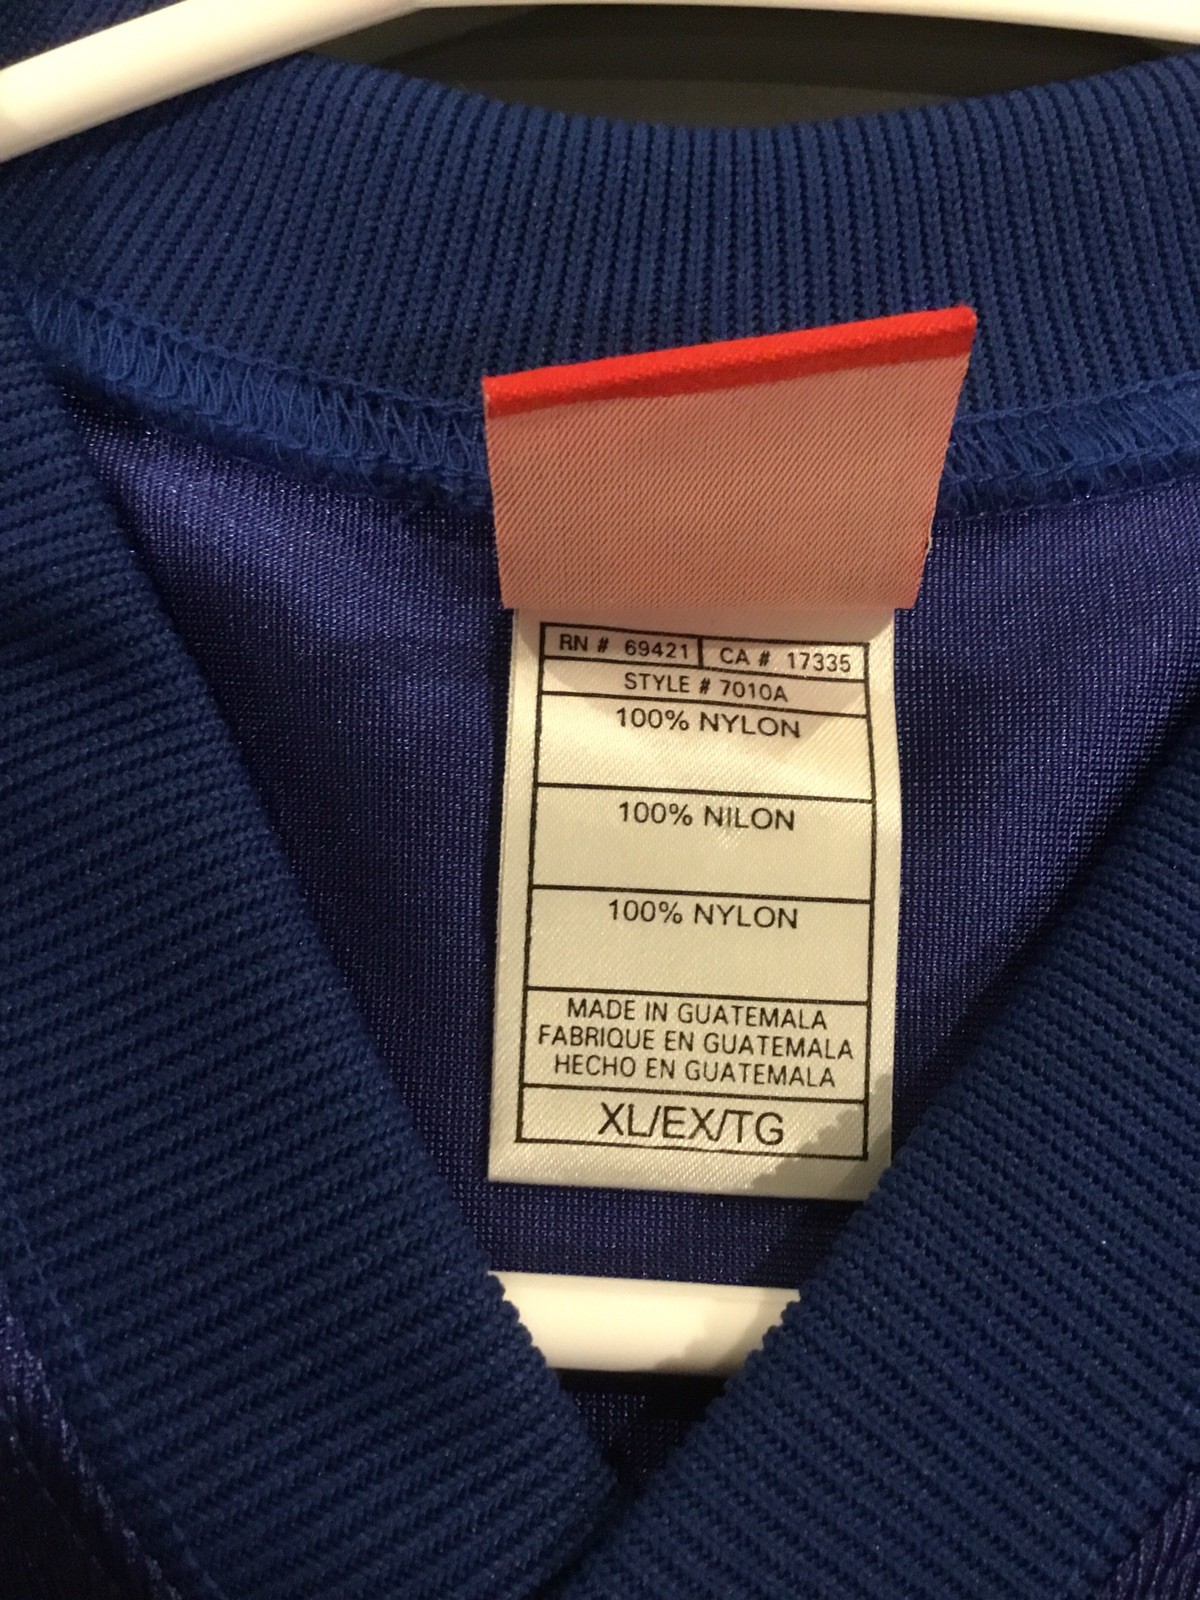 RN # 69421 CA # 17335
STYLE # 7010A
100% NYLON
100% NILON
100% NYLON
MADE IN GUATEMALA
FABRIQUE EN GUATEMALA
HECHO EN GUATEMALA
XL/EX/TG